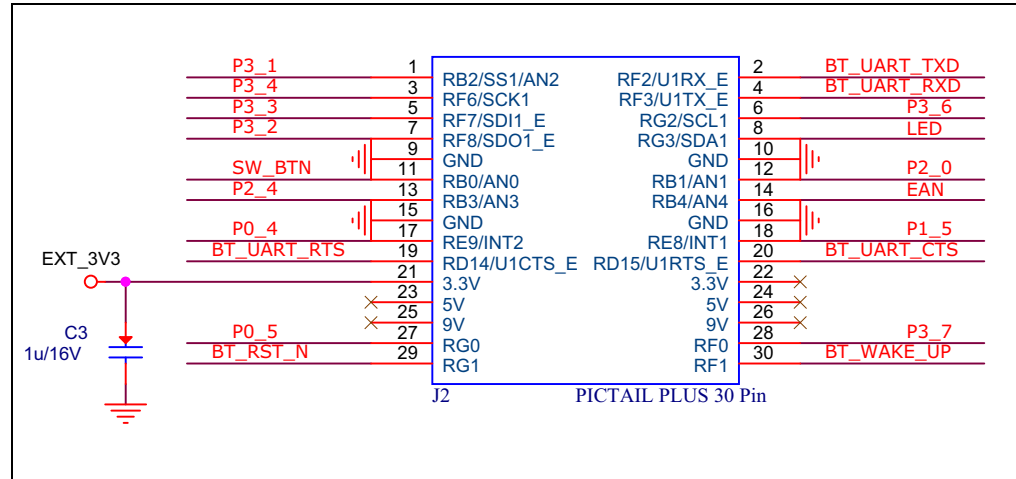 P3_1 1 RB2/SS1/AN2 RF2/U1RX_E 2 BT_UART_TXD
P3_4 3 RF6/SCK1 RF3/U1TX_E 4 BT_UART_RXD
P3_3 5 RF7/SDI1_E RG2/SCL1 6 P3_6
P3_2 7 RF8/SDO1_E RG3/SDA1 8 LED
9 GND GND 10
SW_BTN 11 RB0/AN0 RB1/AN1 12 P2_0
P2_4 13 RB3/AN3 RB4/AN4 14 EAN
15 GND GND 16
P0_4 17 RE9/INT2 RE8/INT1 18 P1_5
BT_UART_RTS 19 RD14/U1CTS_E RD15/U1RTS_E 20 BT_UART_CTS
EXT_3V3 21 3.3V 3.3V 22
23 5V 5V 24
25 9V 9V 26
C3 P0_5 27 RG0 RF0 28 P3_7
1u/16V BT_RST_N 29 RG1 RF1 30 BT_WAKE_UP
J2 PICTAIL PLUS 30 Pin